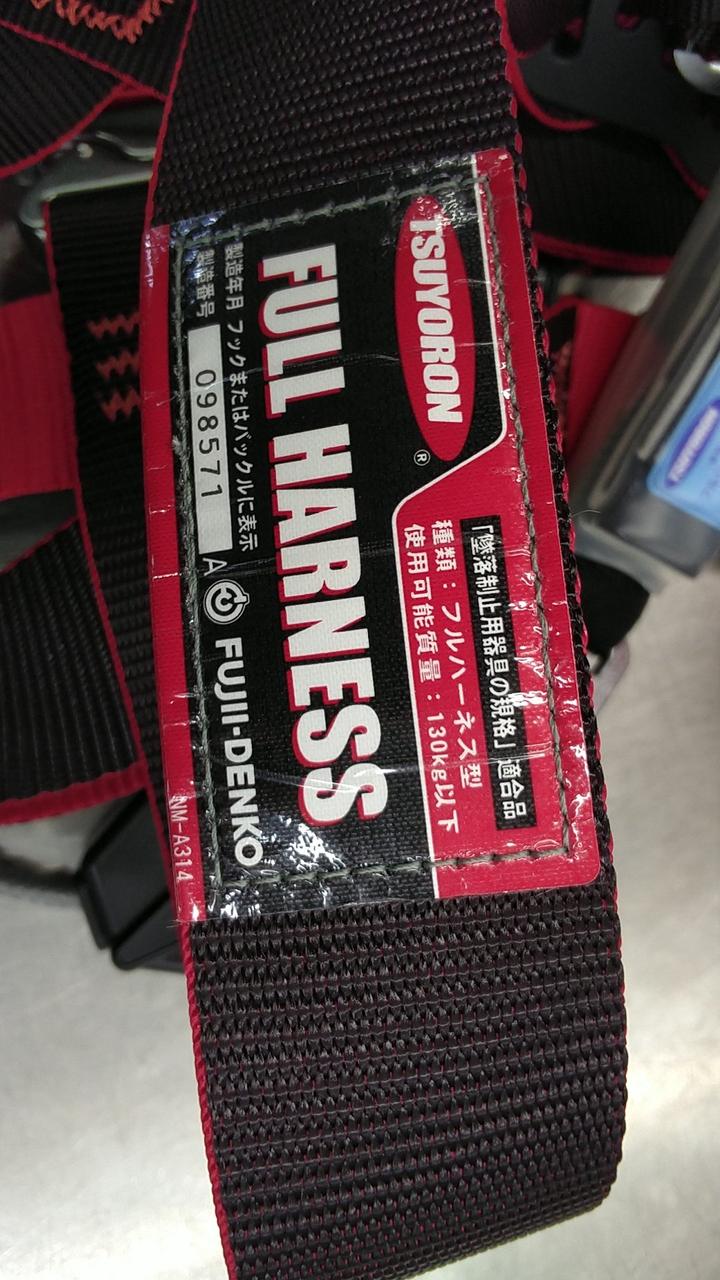 TSUYORON
®
「墜落制止用器具の規格」適合品
種類：フルハーネス型
使用可能質量：130kg以下
FULL HARNESS
製造年月 フックまたはバックルに表示
製造番号 098571 A
FUJII-DENKO
NM-A314